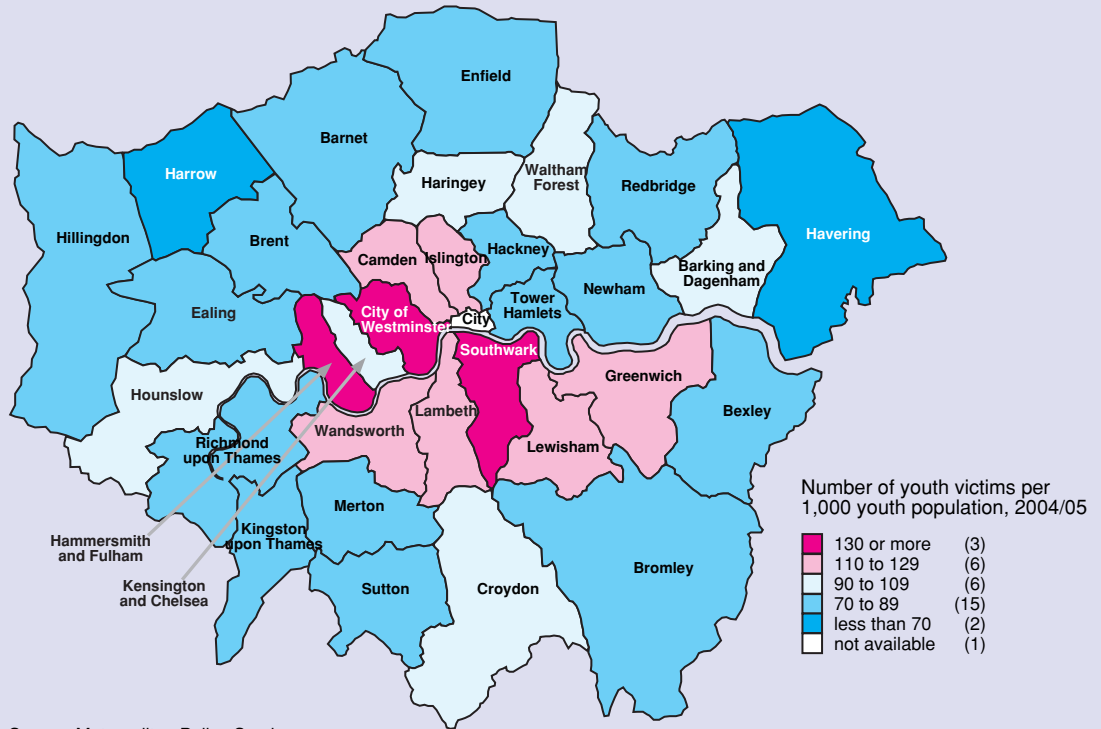 Enfield
Barnet
Harrow
Haringey
Waltham
Forest
Redbridge
Hillingdon
Brent
Camden
Islington
Hackney
Havering
Barking and
Dagenham
Ealing
City of
Westminster
City
Tower
Hamlets
Newham
Southwark
Hounslow
Greenwich
Bexley
Lambeth
Wandsworth
Lewisham
Richmond
upon Thames
Merton
Kingston
upon Thames
Hammersmith
and Fulham
Kensington
and Chelsea
Sutton
Croydon
Bromley
Number of youth victims per
1,000 youth population, 2004/05
130 or more (3)
110 to 129 (6)
90 to 109 (6)
70 to 89 (15)
less than 70 (2)
not available (1)